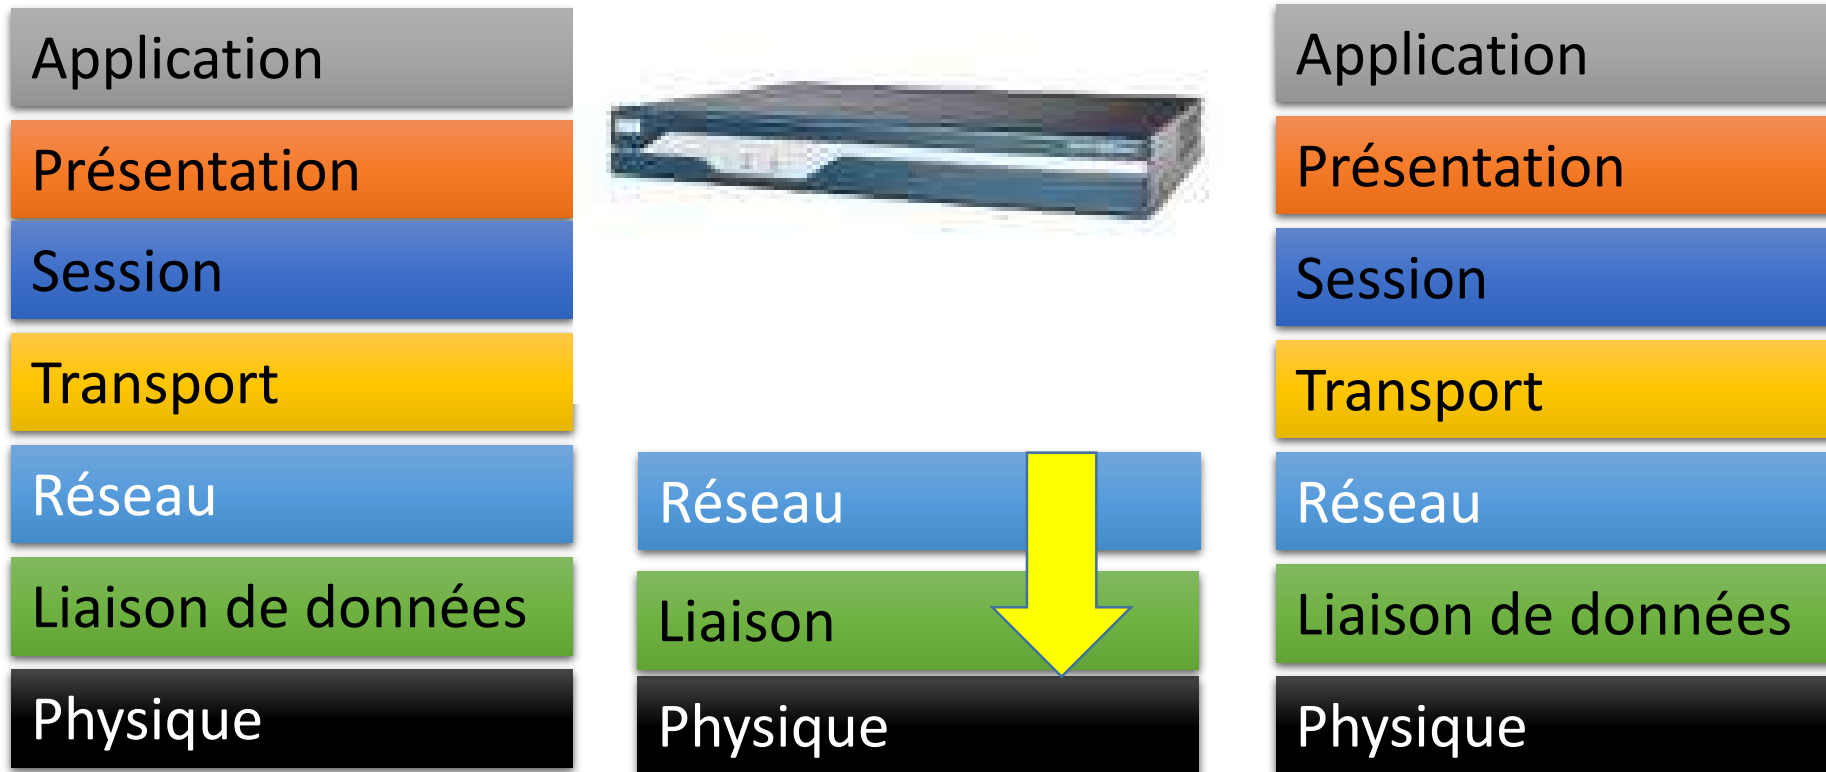 Application
Présentation
Session
Transport
Réseau
Liaison de données
Physique
Réseau
Liaison
Physique
Application
Présentation
Session
Transport
Réseau
Liaison de données
Physique